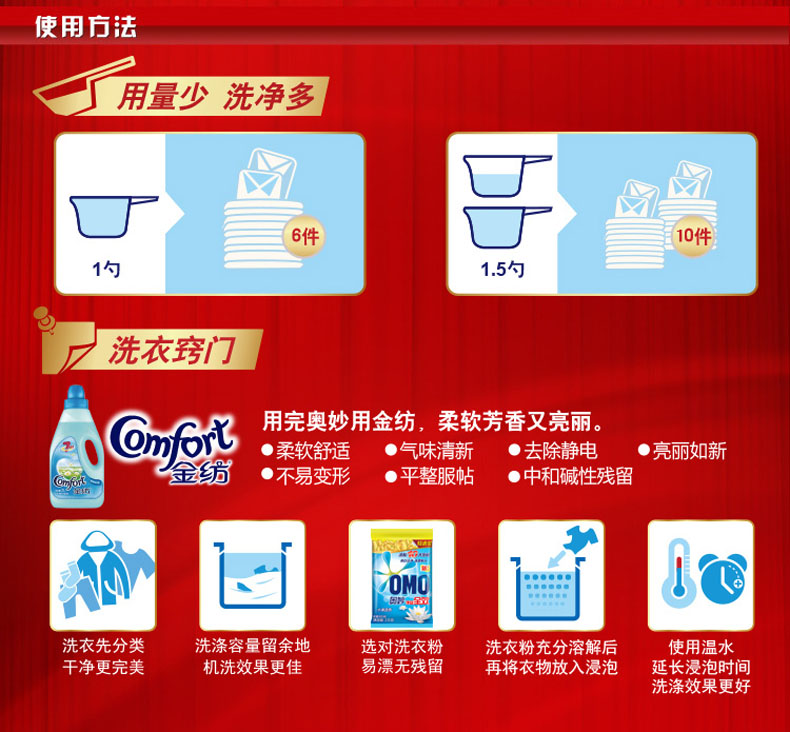 使用方法
用量少 洗净多
1勺
6件
1.5勺
10件
洗衣窍门
Comfort
金纺
用完奥妙用金纺，柔软芳香又亮丽。
●柔软舒适 ●气味清新 ●去除静电 ●亮丽如新
●不易变形 ●平整服帖 ●中和碱性残留
Comfort
金纺
OMO
奥妙
洗衣先分类
干净更完美
洗涤容量留余地
机洗效果更佳
选对洗衣粉
易漂无残留
洗衣粉充分溶解后
再将衣物放入浸泡
使用温水
延长浸泡时间
洗涤效果更好